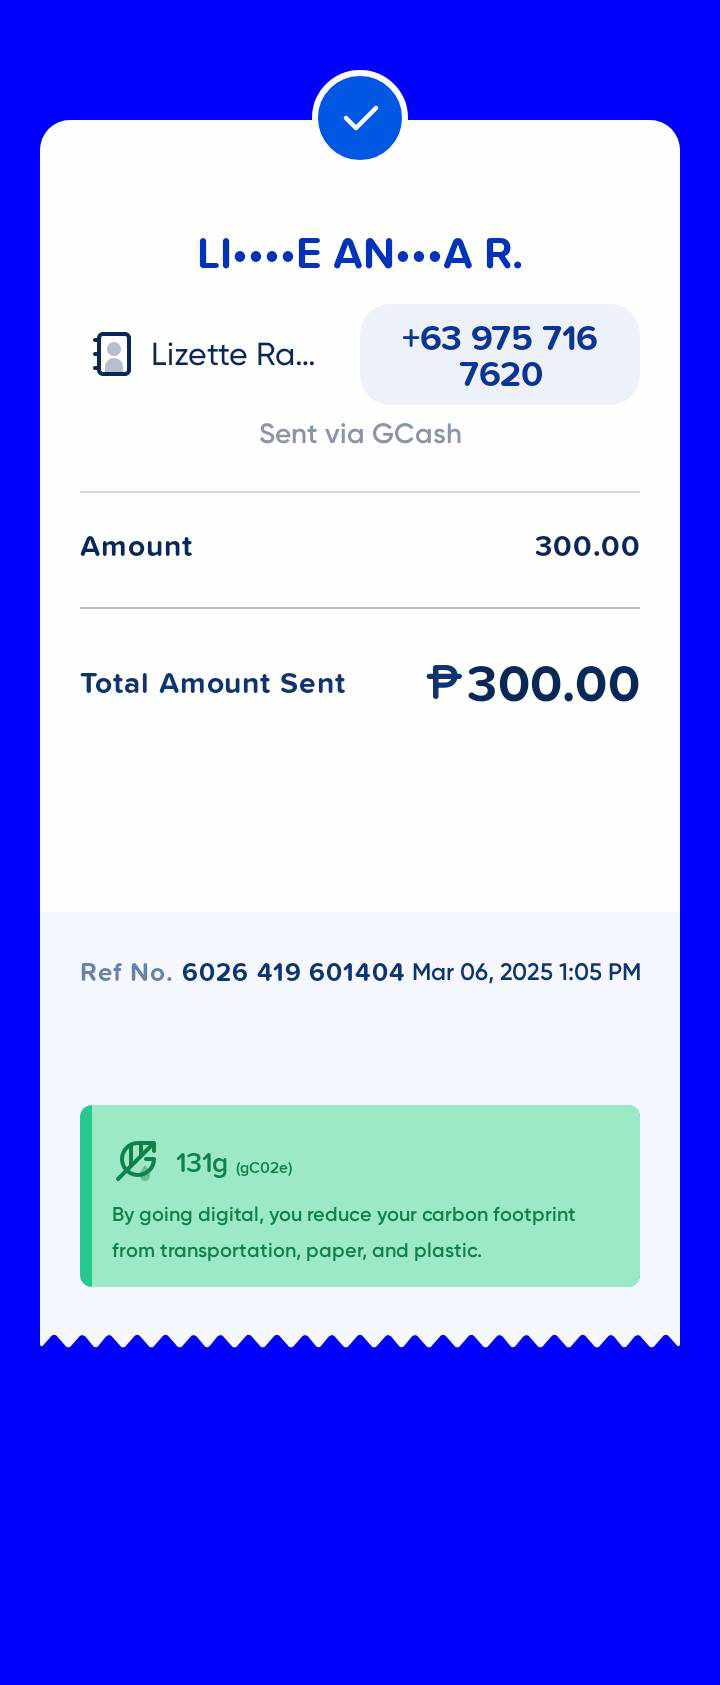 LI••••E AN•••A R.
Lizette Ra...
+63 975 716
7620
Sent via GCash
Amount 300.00
Total Amount Sent ₱300.00
Ref No. 6026 419 601404 Mar 06, 2025 1:05 PM
131g (gC02e)
By going digital, you reduce your carbon footprint
from transportation, paper, and plastic.